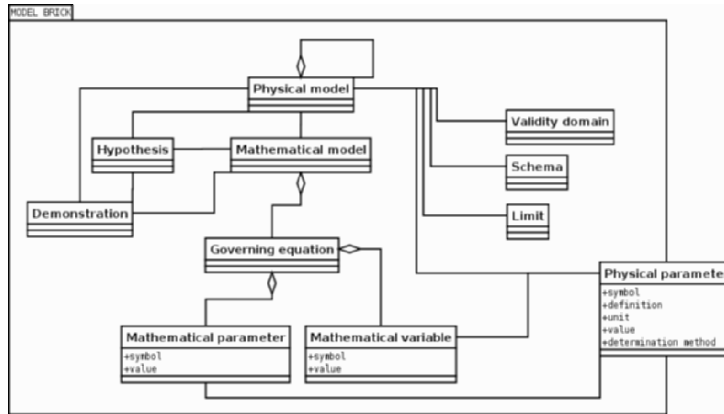 MODEL BRICK
Physical model
Validity domain
Hypothesis
Mathematical model
Schema
Demonstration
Limit
Governing equation
Physical paramete
+symbol
+definition
+unit
+value
+determination method
Mathematical parameter
+symbol
+value
Mathematical variable
+symbol
+value